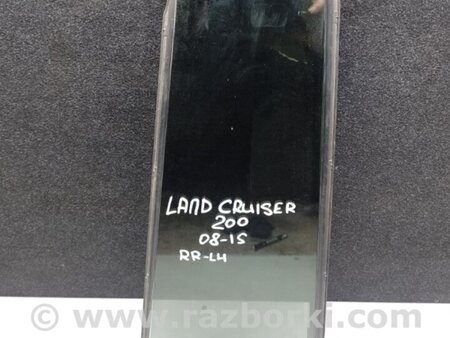 LAND CRUISER
200
08-15
RR-LH
© www.razborki.com